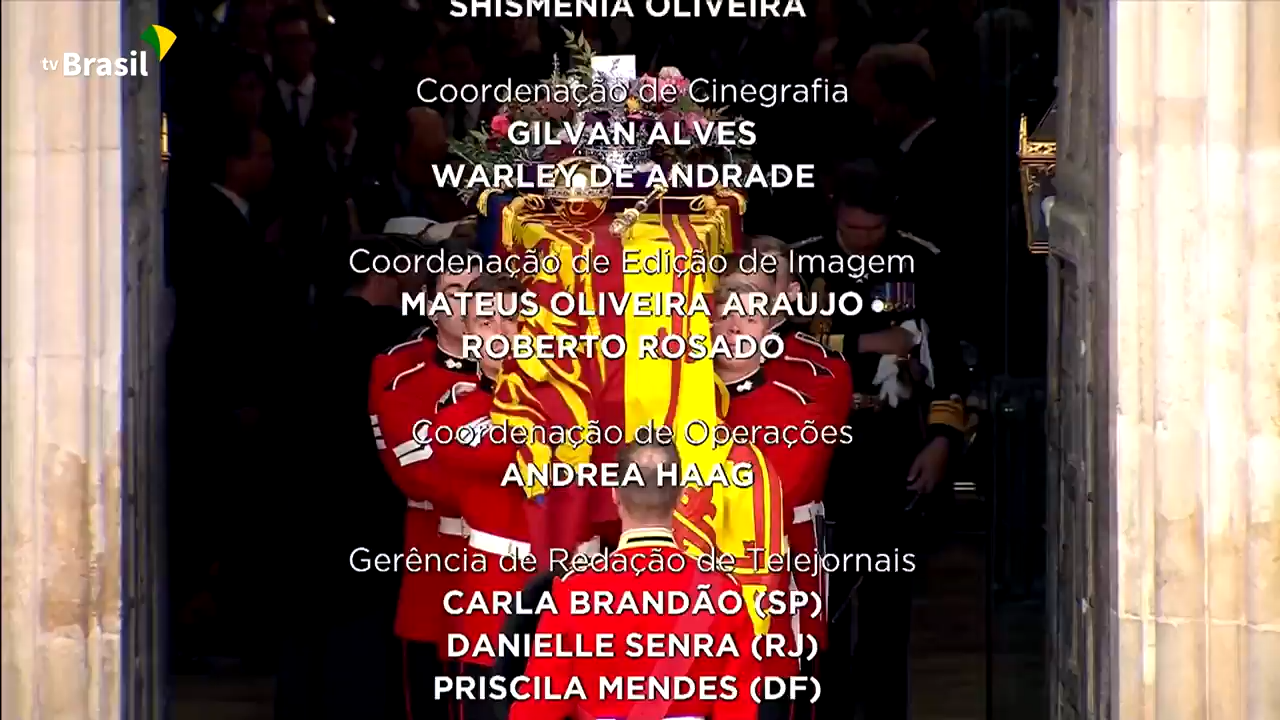 SHISMENIA OLIVEIRA
tv Brasil
Coordenação de Cinegrafia
GILVAN ALVES
WARLEY DE ANDRADE
Coordenação de Edição de Imagem
MATEUS OLIVEIRA ARAUJO
ROBERTO ROSADO
Coordenação de Operações
ANDREA HAAG
Gerência de Redação de Telejornais
CARLA BRANDÃO (SP)
DANIELLE SENRA (RJ)
PRISCILA MENDES (DF)